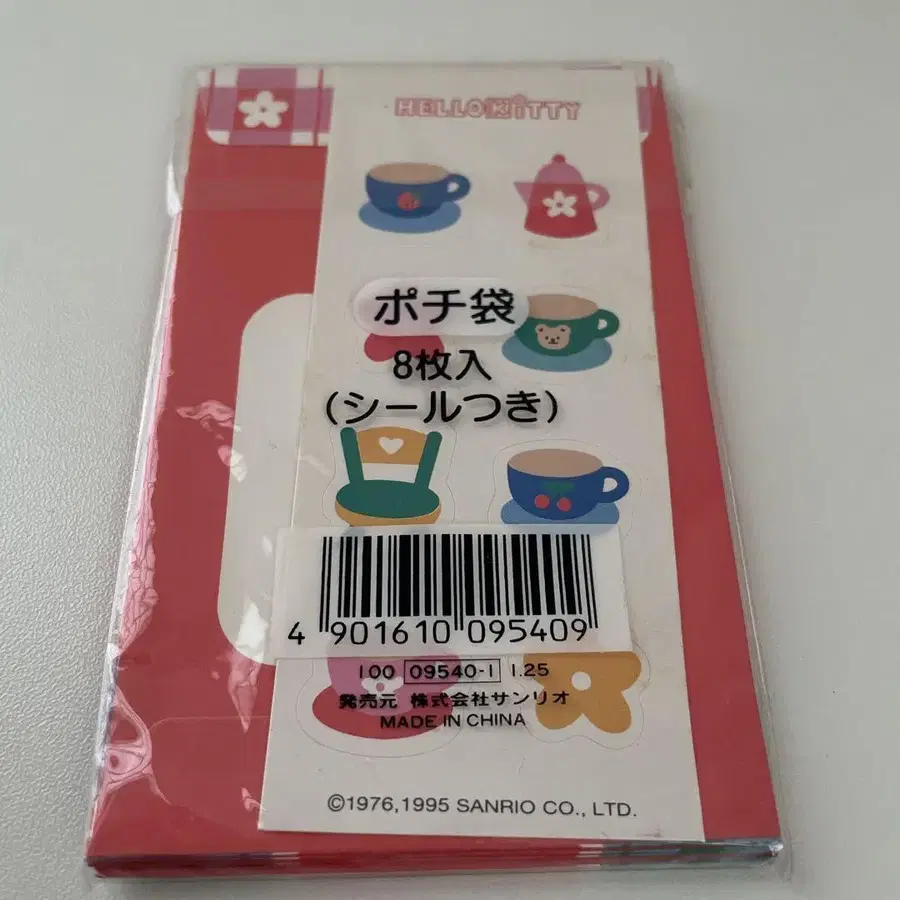 HELLO KITTY
ポチ袋
8枚入
(シールつき)
4 901610 095409
100 09540-1 1.25
発売元 株式会社サンリオ
MADE IN CHINA
©1976,1995 SANRIO CO., LTD.